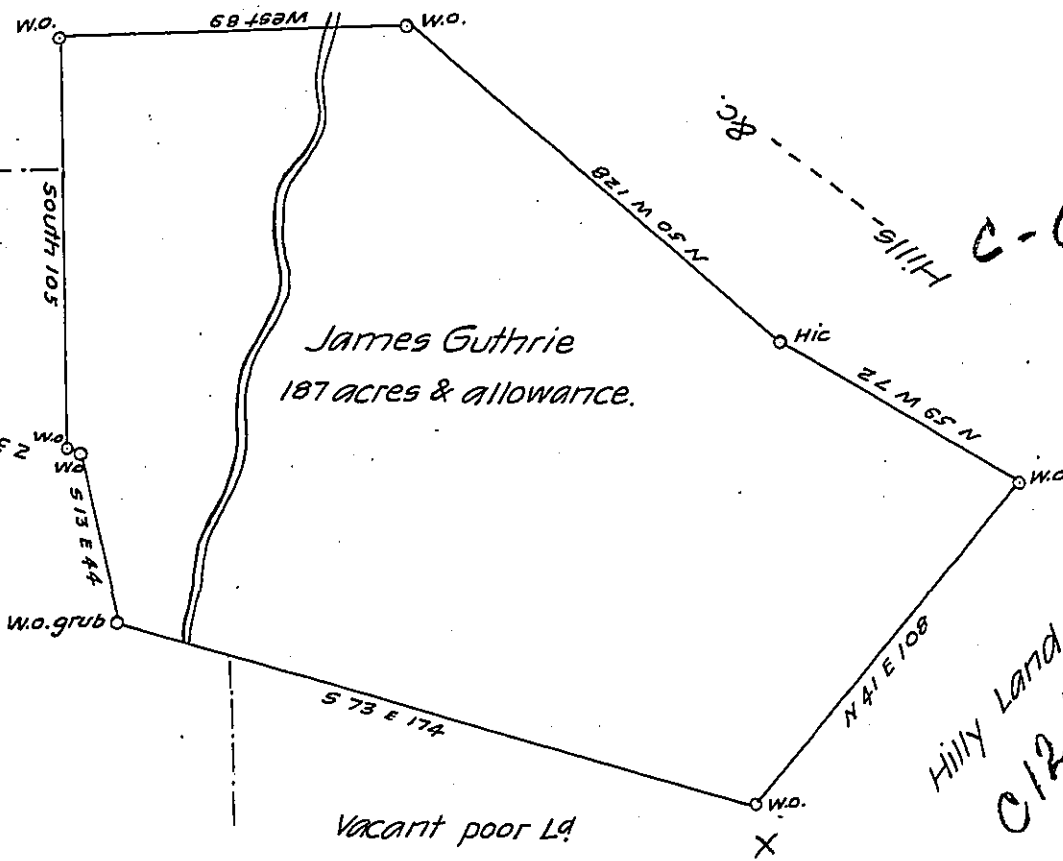 W.O.
West 89
W.O.
&c.
Hills
C-
South 105
N 50 W 128
James Guthrie
187 acres & allowance.
Hic
N 59 W 72
W.O.
W.O.
W.O.
S 13 E 44
W.O. grub
S 73 E 174
N 41 E 108
Hilly Land
C12
W.O.
X
Vacant poor Ld.